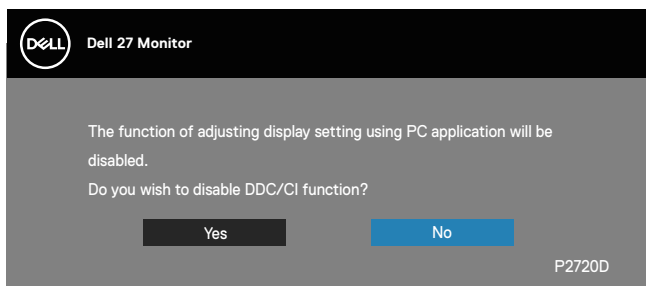 DELL
Dell 27 Monitor
The function of adjusting display setting using PC application will be
disabled.
Do you wish to disable DDC/CI function?
Yes
No
P2720D